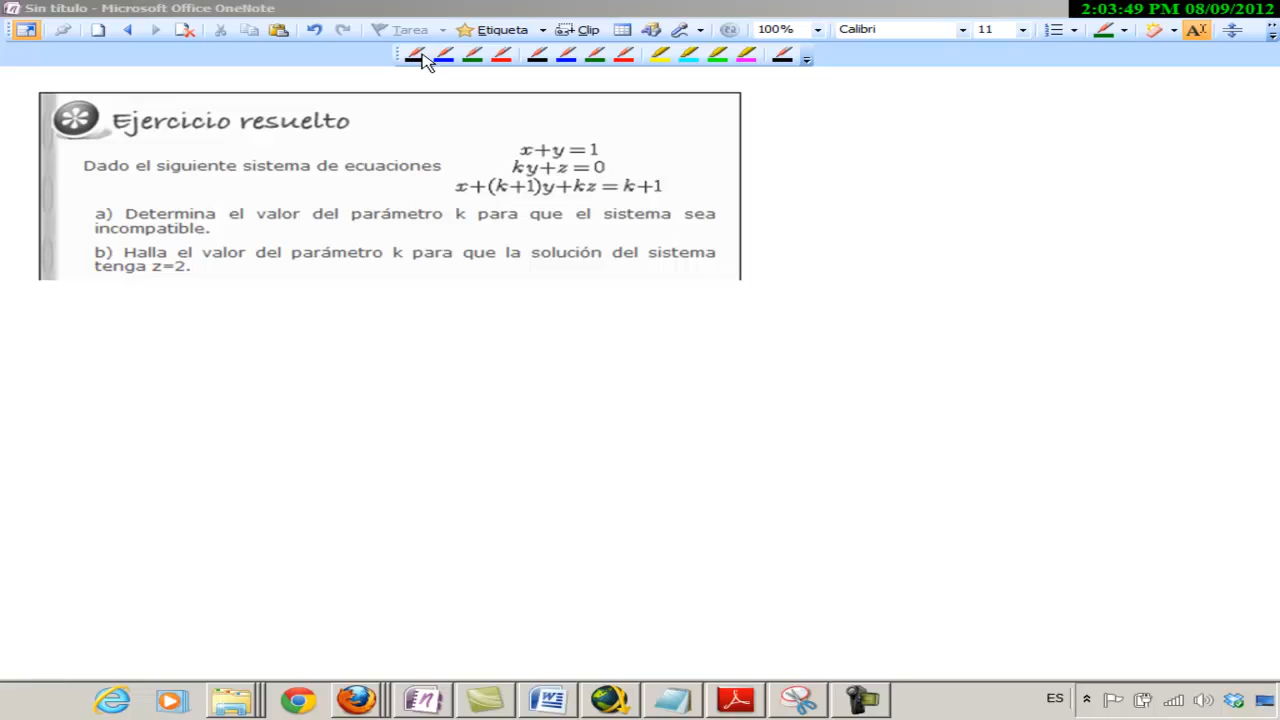 Sin título - Microsoft Office OneNote
2:03:49 PM 08/09/2012
Tarea Etiqueta Clip 100% Calibri 11
Ejercicio resuelto
x+y=1
Dado el siguiente sistema de ecuaciones ky+z=0
x+(k+1)y+kz=k+1
a) Determina el valor del parámetro k para que el sistema sea
incompatible.
b) Halla el valor del parámetro k para que la solución del sistema
tenga z=2.
ES